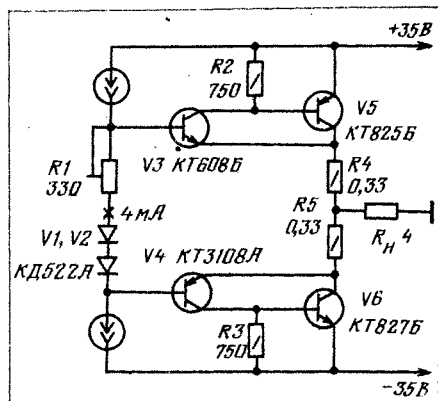 +35В
R2
750
V5
КТ825Б
V3 КТ608Б
R1
330
R4
0,33
4мА
R5
0,33
Rн 4
V1, V2
КД522А
V4 КТ3108А
V6
КТ827Б
R3
750
-35В